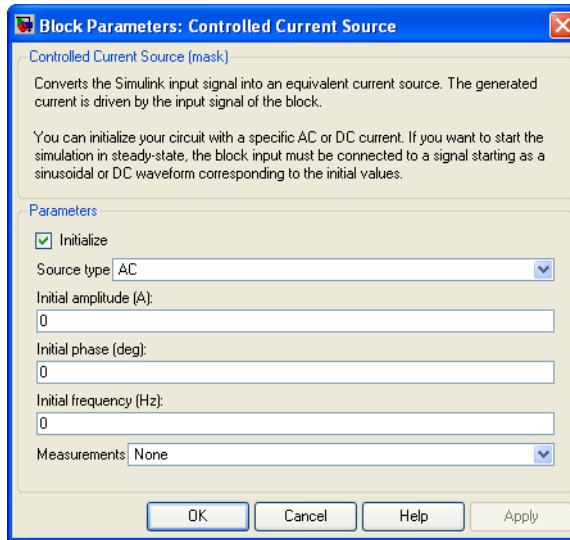 Block Parameters: Controlled Current Source
Controlled Current Source (mask)
Converts the Simulink input signal into an equivalent current source. The generated
current is driven by the input signal of the block.
You can initialize your circuit with a specific AC or DC current. If you want to start the
simulation in steady-state, the block input must be connected to a signal starting as a
sinusoidal or DC waveform corresponding to the initial values.
Parameters
Initialize
Source type AC
Initial amplitude (A):
0
Initial phase (deg):
0
Initial frequency (Hz):
0
Measurements None
OK Cancel Help Apply